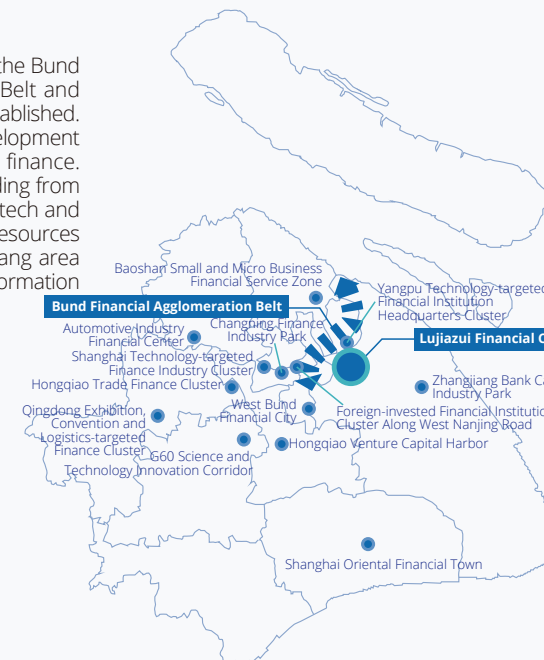 the Bund
Belt and
ablished.
elopment
finance.
ding from
tech and
esources
ang area
ormation
Baoshan Small and Micro Business
Financial Service Zone
Yangpu Technology-targeted
Financial Institution
Headquarters Cluster
Bund Financial Agglomeration Belt
Changning Finance
Industry Park
Automotive Industry
Financial Center
Lujiazui Financial C
Shanghai Technology-targeted
Finance Industry Cluster
Hongqiao Trade Finance Cluster
Zhangjiang Bank Ca
Industry Park
West Bund
Financial City
Foreign-invested Financial Institutio
Cluster Along West Nanjing Road
Qingdong Exhibition,
Convention and
Logistics-targeted
Finance Cluster
Hongqiao Venture Capital Harbor
G60 Science and
Technology Innovation Corridor
Shanghai Oriental Financial Town